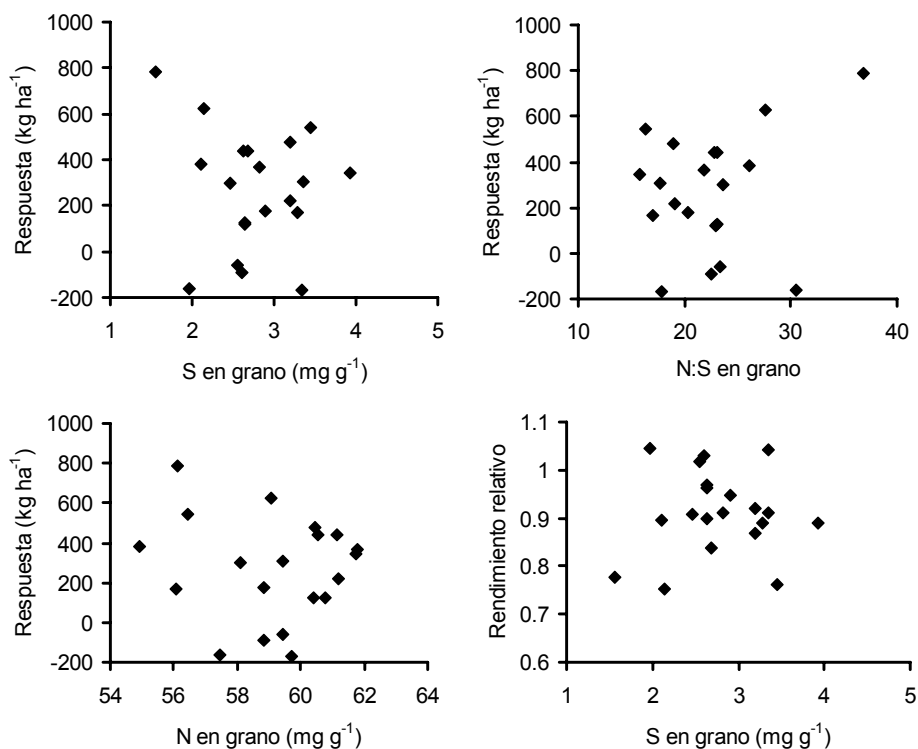 1000
800
600
400
200
0
-200
Respuesta (kg ha-1)
1 2 3 4 5
S en grano (mg g-1)
1000
800
600
400
200
0
-200
Respuesta (kg ha-1)
10 20 30 40
N:S en grano
1000
800
600
400
200
0
-200
Respuesta (kg ha-1)
54 56 58 60 62 64
N en grano (mg g-1)
1.1
1
0.9
0.8
0.7
0.6
Rendimiento relativo
1 2 3 4 5
S en grano (mg g-1)